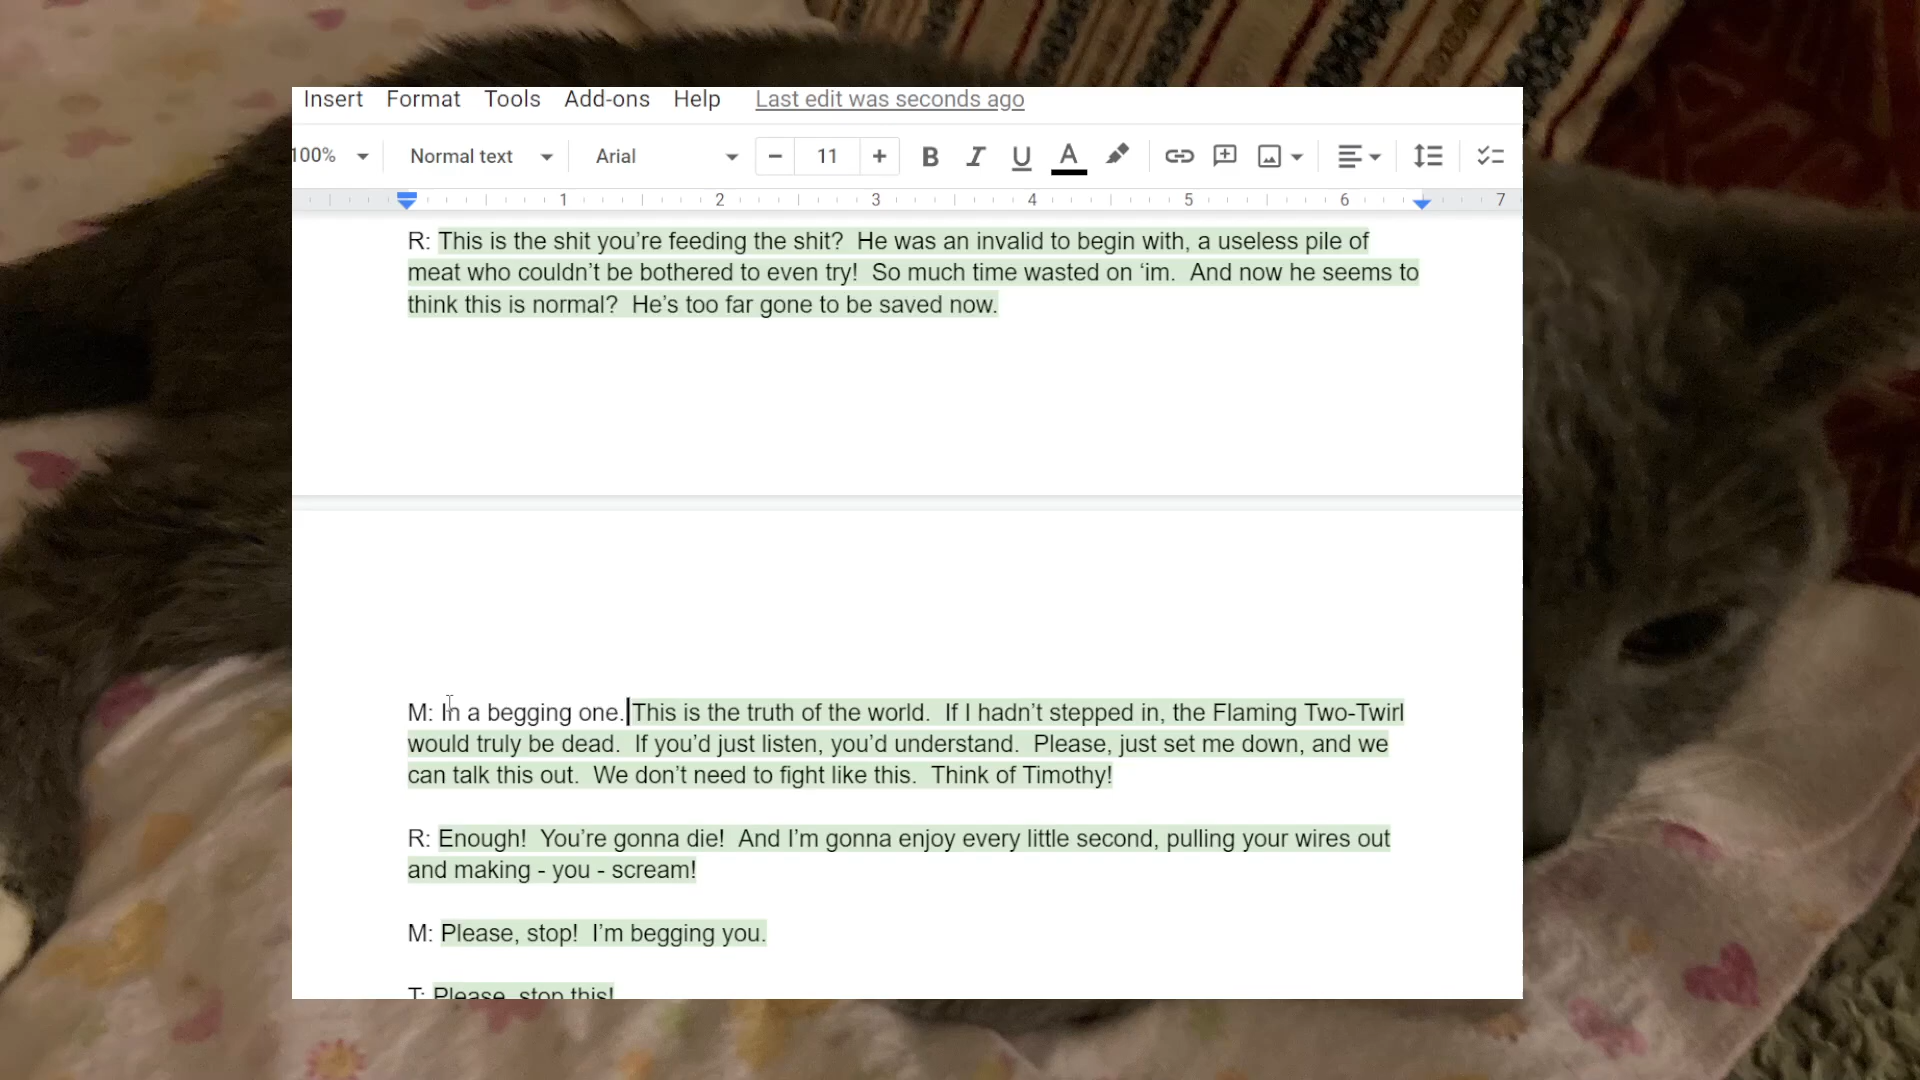 Insert Format Tools Add-ons Help Last edit was seconds ago
100% Normal text Arial − 11 + B I U A
1 2 3 4 5 6 7
R: This is the shit you’re feeding the shit?  He was an invalid to begin with, a useless pile of
meat who couldn’t be bothered to even try!  So much time wasted on ‘im.  And now he seems to
think this is normal?  He’s too far gone to be saved now.
M: In a begging one. This is the truth of the world.  If I hadn’t stepped in, the Flaming Two-Twirl
would truly be dead.  If you’d just listen, you’d understand.  Please, just set me down, and we
can talk this out.  We don’t need to fight like this.  Think of Timothy!
R: Enough!  You’re gonna die!  And I’m gonna enjoy every little second, pulling your wires out
and making - you - scream!
M: Please, stop!  I’m begging you.
T: Please, stop this!